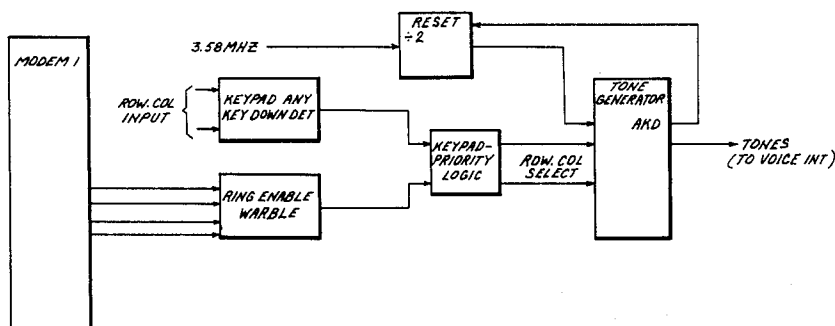 MODEM 1
3.58MHZ
RESET
÷2
ROW.COL
INPUT
KEYPAD ANY
KEY DOWN DET
RING ENABLE
WARBLE
KEYPAD-
PRIORITY
LOGIC
ROW.COL
SELECT
TONE
GENERATOR
AKD
TONES
(TO VOICE INT)